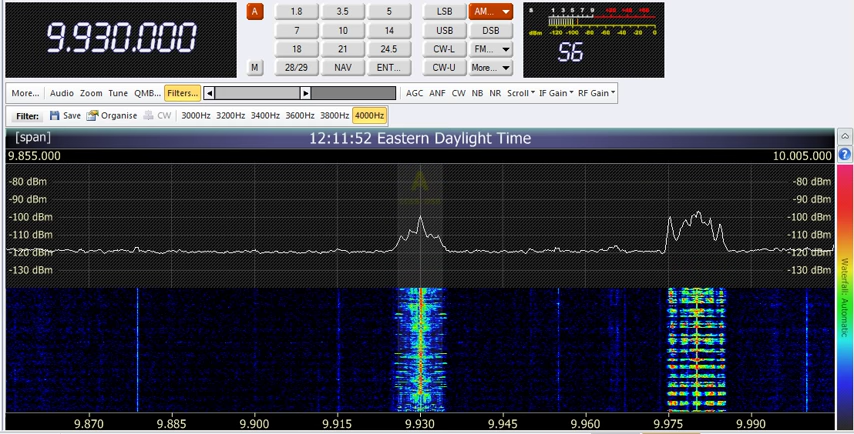 9.930.000
A 1.8 3.5 5 LSB AM...
7 10 14 USB DSB
18 21 24.5 CW-L FM...
M 28/29 NAV ENT... CW-U More...
S 1 2 3 4 5 6 7 9 +20 +40 +60
dBm -120 -100 -80 -60 -40 -20 0
S6
More... Audio Zoom Tune QMB... Filters... AGC ANF CW NB NR Scroll IF Gain RF Gain
Filter: Save Organise CW 3000Hz 3200Hz 3400Hz 3600Hz 3800Hz 4000Hz
[span] 12:11:52 Eastern Daylight Time
9.855.000 10.005.000
-80 dBm -80 dBm
-90 dBm -90 dBm
-100 dBm -100 dBm
-110 dBm -110 dBm
-120 dBm -120 dBm
-130 dBm -130 dBm
Waterfall: Automatic
9.870 9.885 9.900 9.915 9.930 9.945 9.960 9.975 9.990